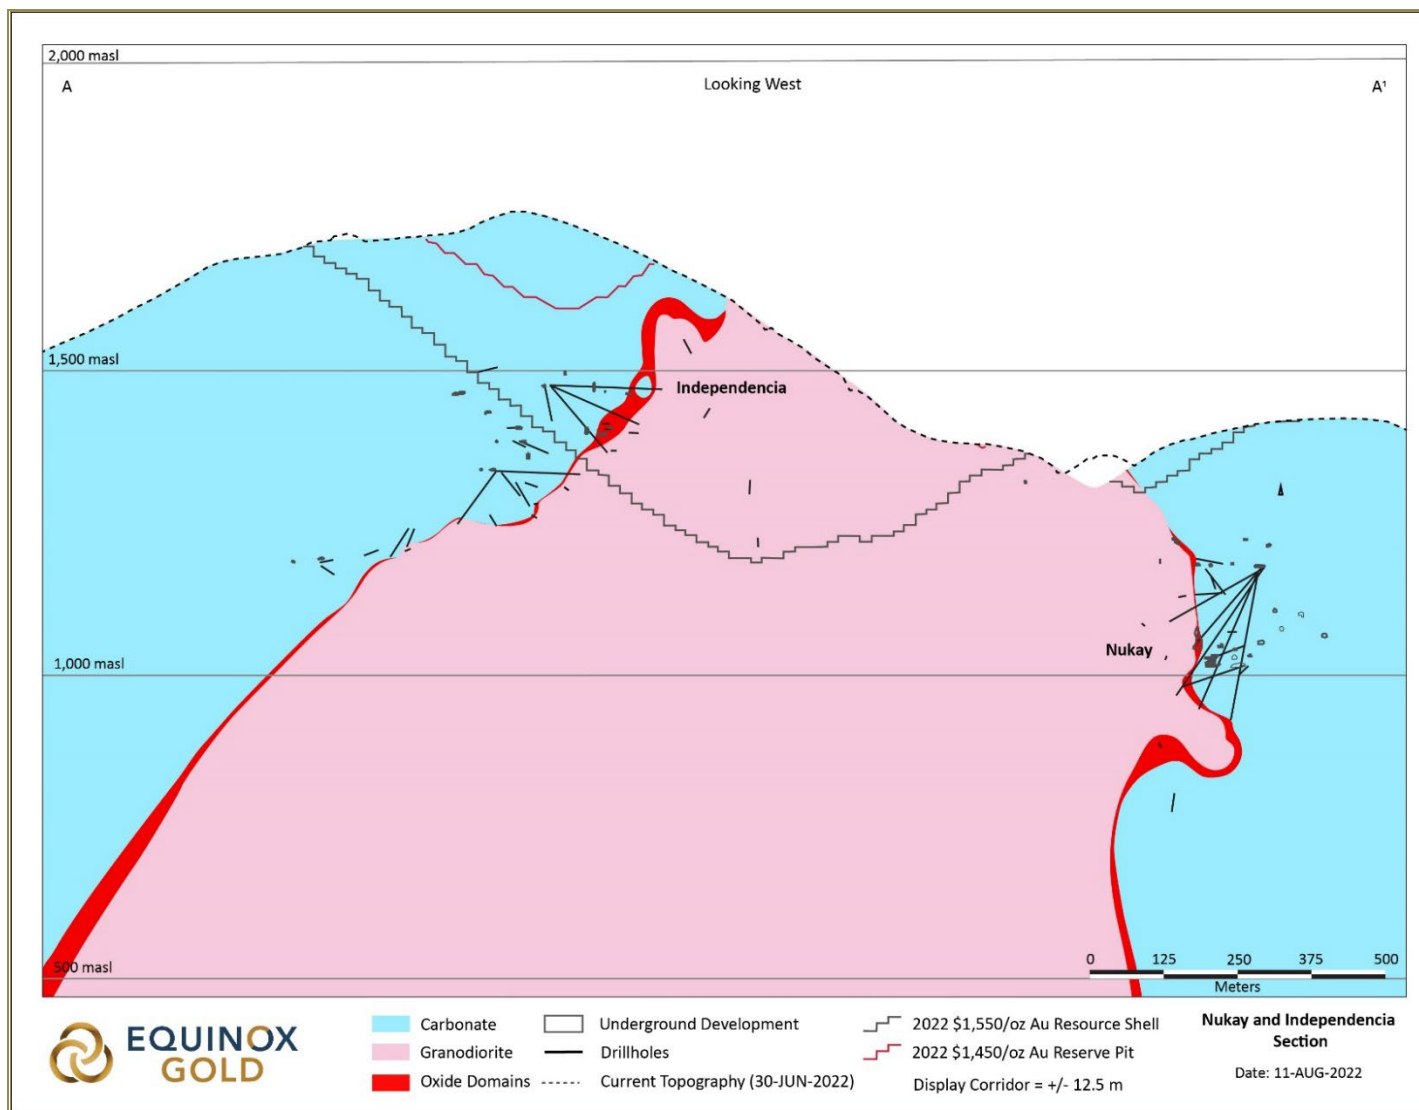 2,000 masl
A
Looking West
A¹
1,500 masl
Independencia
1,000 masl
Nukay
500 masl
0 125 250 375 500
Meters
EQUINOX
GOLD
Carbonate
Granodiorite
Oxide Domains
Underground Development
Drillholes
Current Topography (30-JUN-2022)
2022 $1,550/oz Au Resource Shell
2022 $1,450/oz Au Reserve Pit
Display Corridor = +/- 12.5 m
Nukay and Independencia
Section
Date: 11-AUG-2022